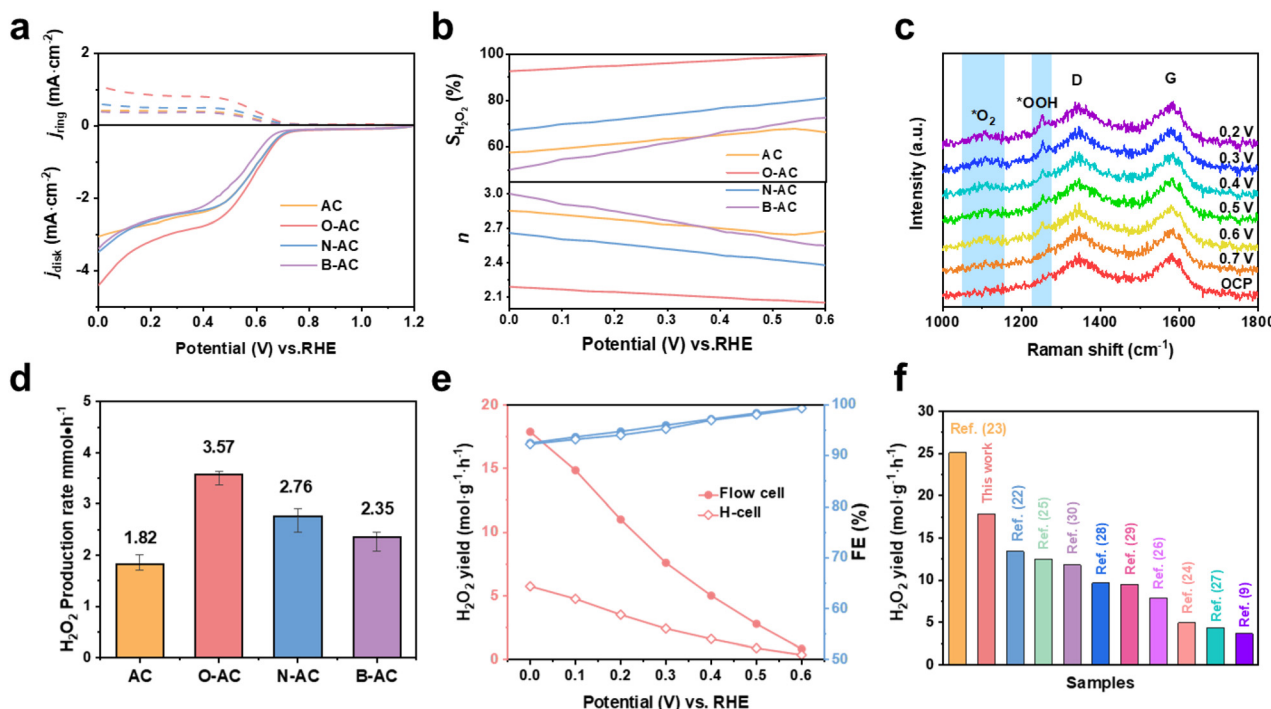 a
2
0
-2
-4
j_ring (mA·cm⁻²)
j_disk (mA·cm⁻²)
AC
O-AC
N-AC
B-AC
0.0 0.2 0.4 0.6 0.8 1.0 1.2
Potential (V) vs.RHE
b
100
80
60
S_H₂O₂ (%)
AC
O-AC
N-AC
B-AC
3.0
2.7
2.4
2.1
n
0.0 0.1 0.2 0.3 0.4 0.5 0.6
Potential (V) vs.RHE
c
Intensity (a.u.)
*O₂
*OOH
D
G
0.2 V
0.3 V
0.4 V
0.5 V
0.6 V
0.7 V
OCP
1000 1200 1400 1600 1800
Raman shift (cm⁻¹)
d
H₂O₂ Production rate mmol•h⁻¹
5
4
3
2
1
0
1.82
3.57
2.76
2.35
AC O-AC N-AC B-AC
e
H₂O₂ yield (mol·g⁻¹·h⁻¹)
20
15
10
5
0
Flow cell
H-cell
100
90
80
70
60
50
FE (%)
0.0 0.1 0.2 0.3 0.4 0.5 0.6
Potential (V) vs. RHE
f
H₂O₂ yield (mol·g⁻¹·h⁻¹)
30
25
20
15
10
5
0
Ref. (23)
This work
Ref. (22)
Ref. (25)
Ref. (30)
Ref. (28)
Ref. (29)
Ref. (26)
Ref. (24)
Ref. (27)
Ref. (9)
Samples